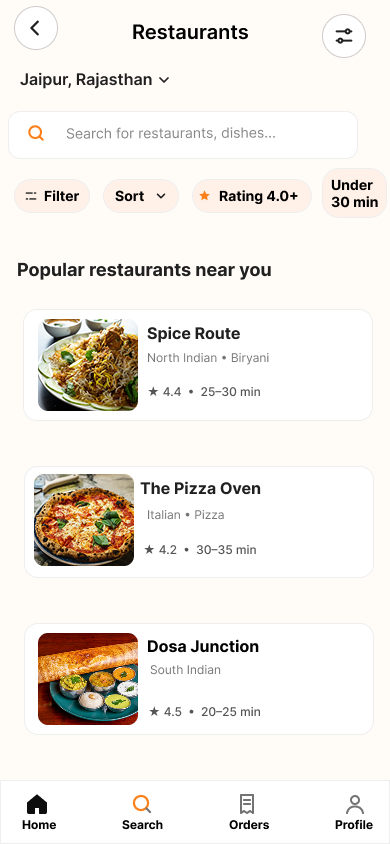 Restaurants
Jaipur, Rajasthan
Search for restaurants, dishes...
Filter
Sort
Rating 4.0+
Under
30 min
Popular restaurants near you
Spice Route
North Indian • Biryani
★ 4.4 • 25–30 min
The Pizza Oven
Italian • Pizza
★ 4.2 • 30–35 min
Dosa Junction
South Indian
★ 4.5 • 20–25 min
Home
Search
Orders
Profile